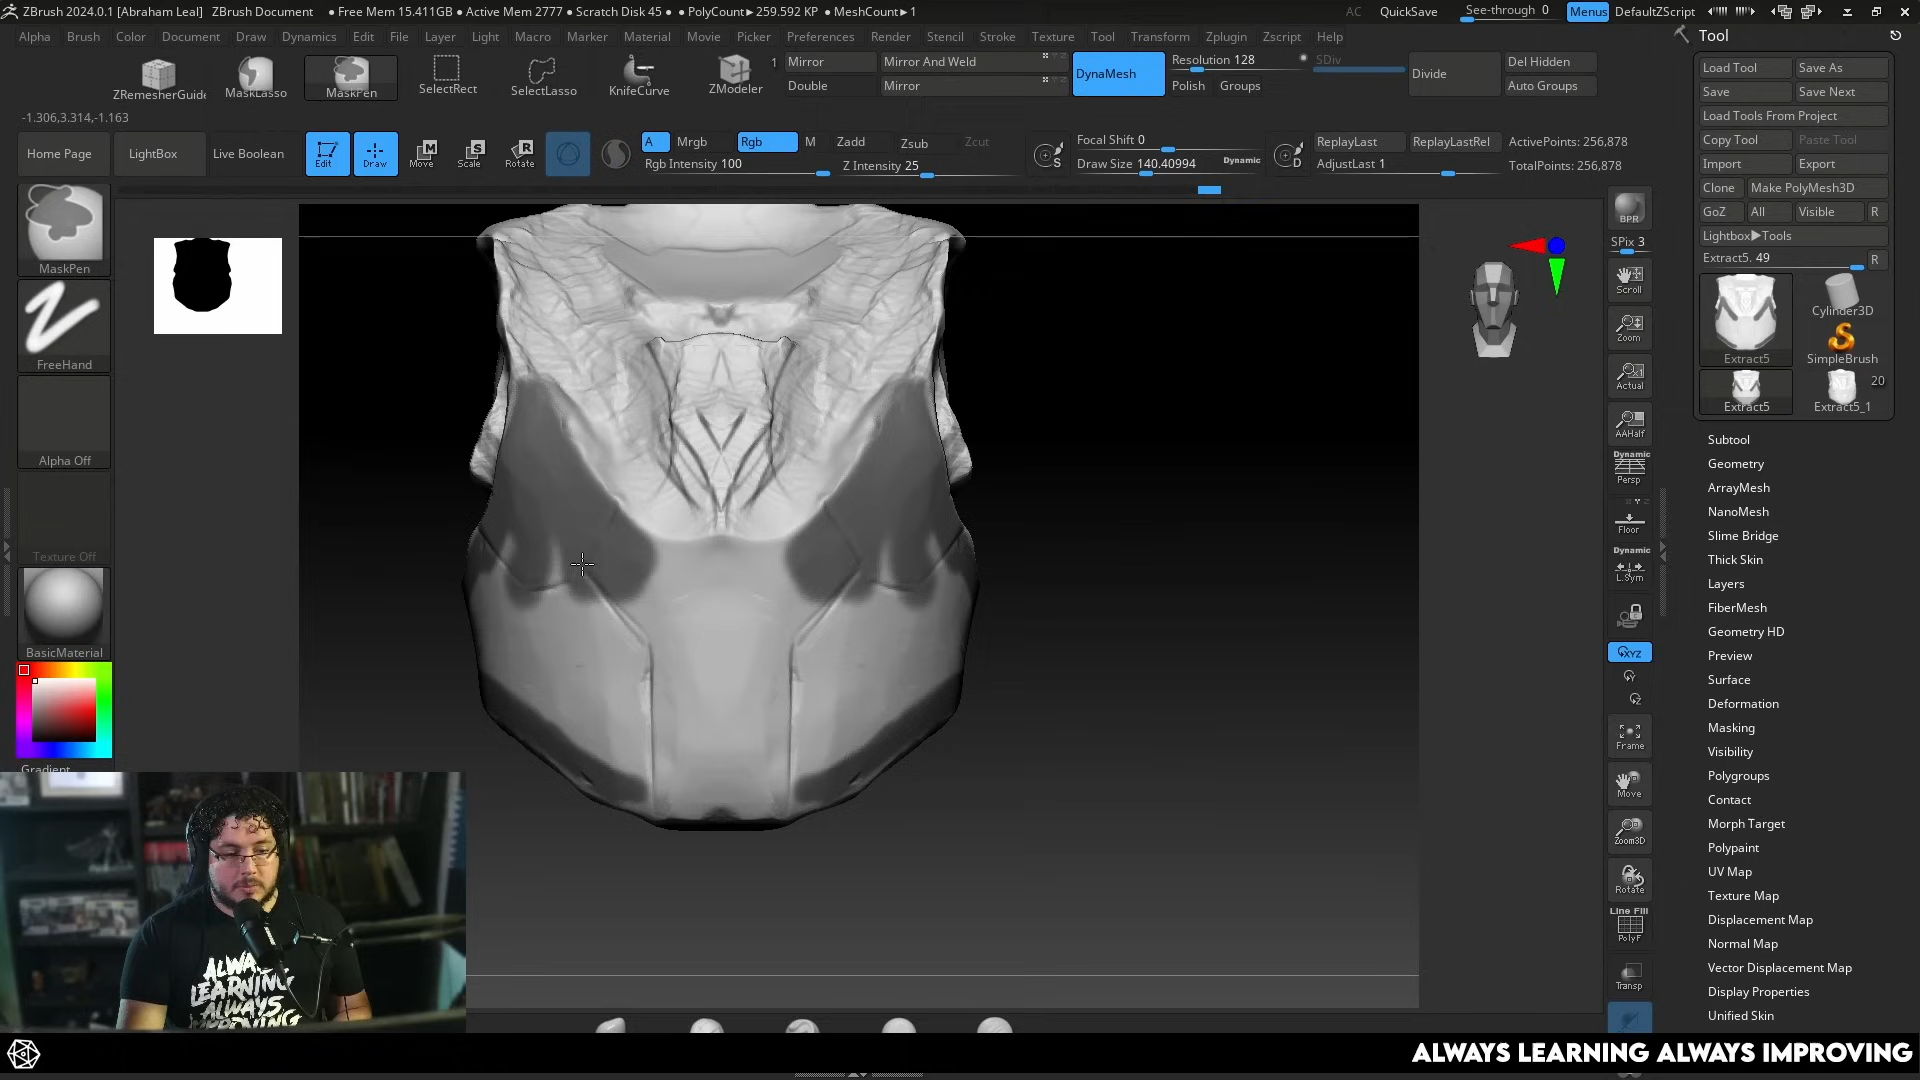 ZBrush 2024.0.1 [Abraham Leal] ZBrush Document ● Free Mem 15.411GB ● Active Mem 2777 ● Scratch Disk 45 ● ● PolyCount►259.592 KP ● MeshCount►1 AC QuickSave See-through 0 Menus DefaultZScript
Alpha Brush Color Document Draw Dynamics Edit File Layer Light Macro Marker Material Movie Picker Preferences Render Stencil Stroke Texture Tool Transform Zplugin Zscript Help
ZRemesherGuide MaskLasso MaskPen SelectRect SelectLasso KnifeCurve ZModeler 1
Mirror Mirror And Weld DynaMesh Resolution 128 SDiv Divide Del Hidden
Double Mirror Polish Groups Auto Groups
-1.306,3.314,-1.163
Home Page LightBox Live Boolean Edit Draw Move Scale Rotate
M S R
A Mrgb Rgb M Zadd Zsub Zcut
Rgb Intensity 100 Z Intensity 25
S Focal Shift 0
Draw Size 140.40994 Dynamic D
ReplayLast ReplayLastRel ActivePoints: 256,878
AdjustLast 1 TotalPoints: 256,878
MaskPen
FreeHand
Alpha Off
Texture Off
BasicMaterial
Gradient
BPR
SPix 3
Scroll
Zoom
Actual
AAHalf
Dynamic
Persp
Floor
Dynamic
L.Sym
XYZ
Y
Z
Frame
Move
Zoom3D
Rotate
Line Fill
PolyF
Transp
Tool
Load Tool Save As
Save Save Next
Load Tools From Project
Copy Tool Paste Tool
Import Export
Clone Make PolyMesh3D
GoZ All Visible R
Lightbox►Tools
Extract5. 49 R
Extract5 Cylinder3D
SimpleBrush
Extract5 20
Extract5_1
Subtool
Geometry
ArrayMesh
NanoMesh
Slime Bridge
Thick Skin
Layers
FiberMesh
Geometry HD
Preview
Surface
Deformation
Masking
Visibility
Polygroups
Contact
Morph Target
Polypaint
UV Map
Texture Map
Displacement Map
Normal Map
Vector Displacement Map
Display Properties
Unified Skin
ALWAYS
LEARNING
ALWAYS
IMPROVING
ALWAYS LEARNING ALWAYS IMPROVING